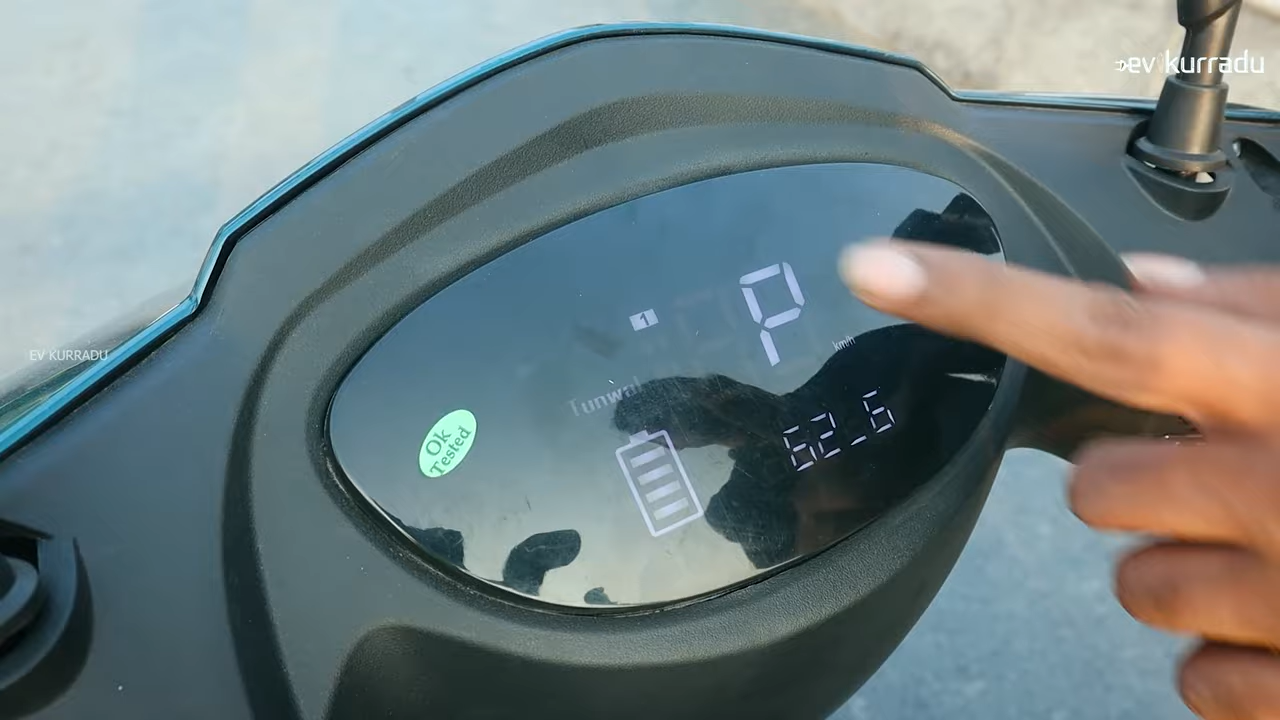 ev kurradu
EV KURRADU
1
P
km/h
Tunwal
Ok
Tested
62.6